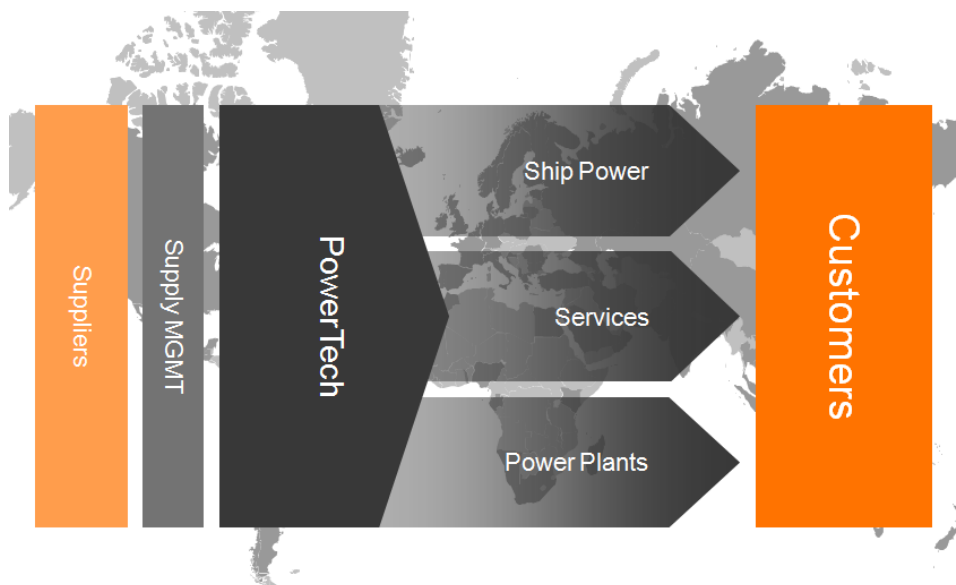 Suppliers
Supply MGMT
PowerTech
Ship Power
Services
Power Plants
Customers